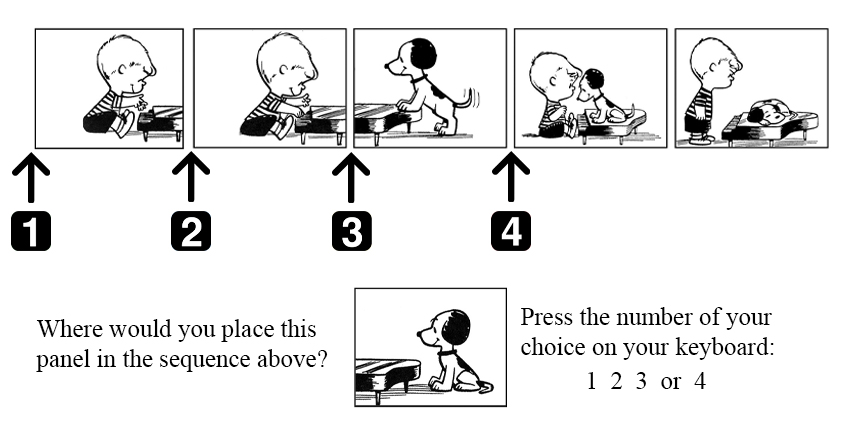 1 2 3 4
Where would you place this
panel in the sequence above?
Press the number of your
choice on your keyboard:
1 2 3 or 4